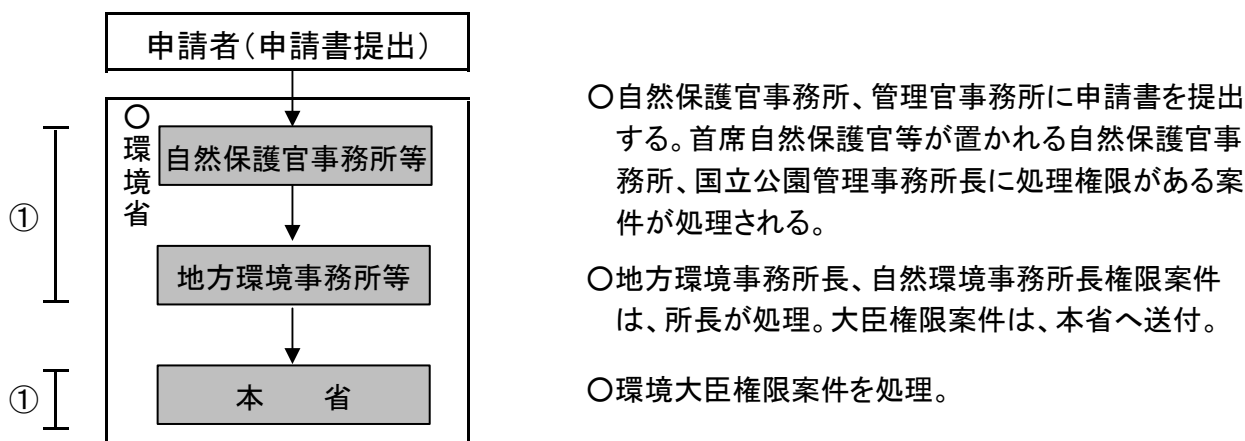 申請者(申請書提出)
○環境省
①
自然保護官事務所等
地方環境事務所等
①
本 省
○自然保護官事務所、管理官事務所に申請書を提出
する。首席自然保護官等が置かれる自然保護官事
務所、国立公園管理事務所長に処理権限がある案
件が処理される。
○地方環境事務所長、自然環境事務所長権限案件
は、所長が処理。大臣権限案件は、本省へ送付。
○環境大臣権限案件を処理。